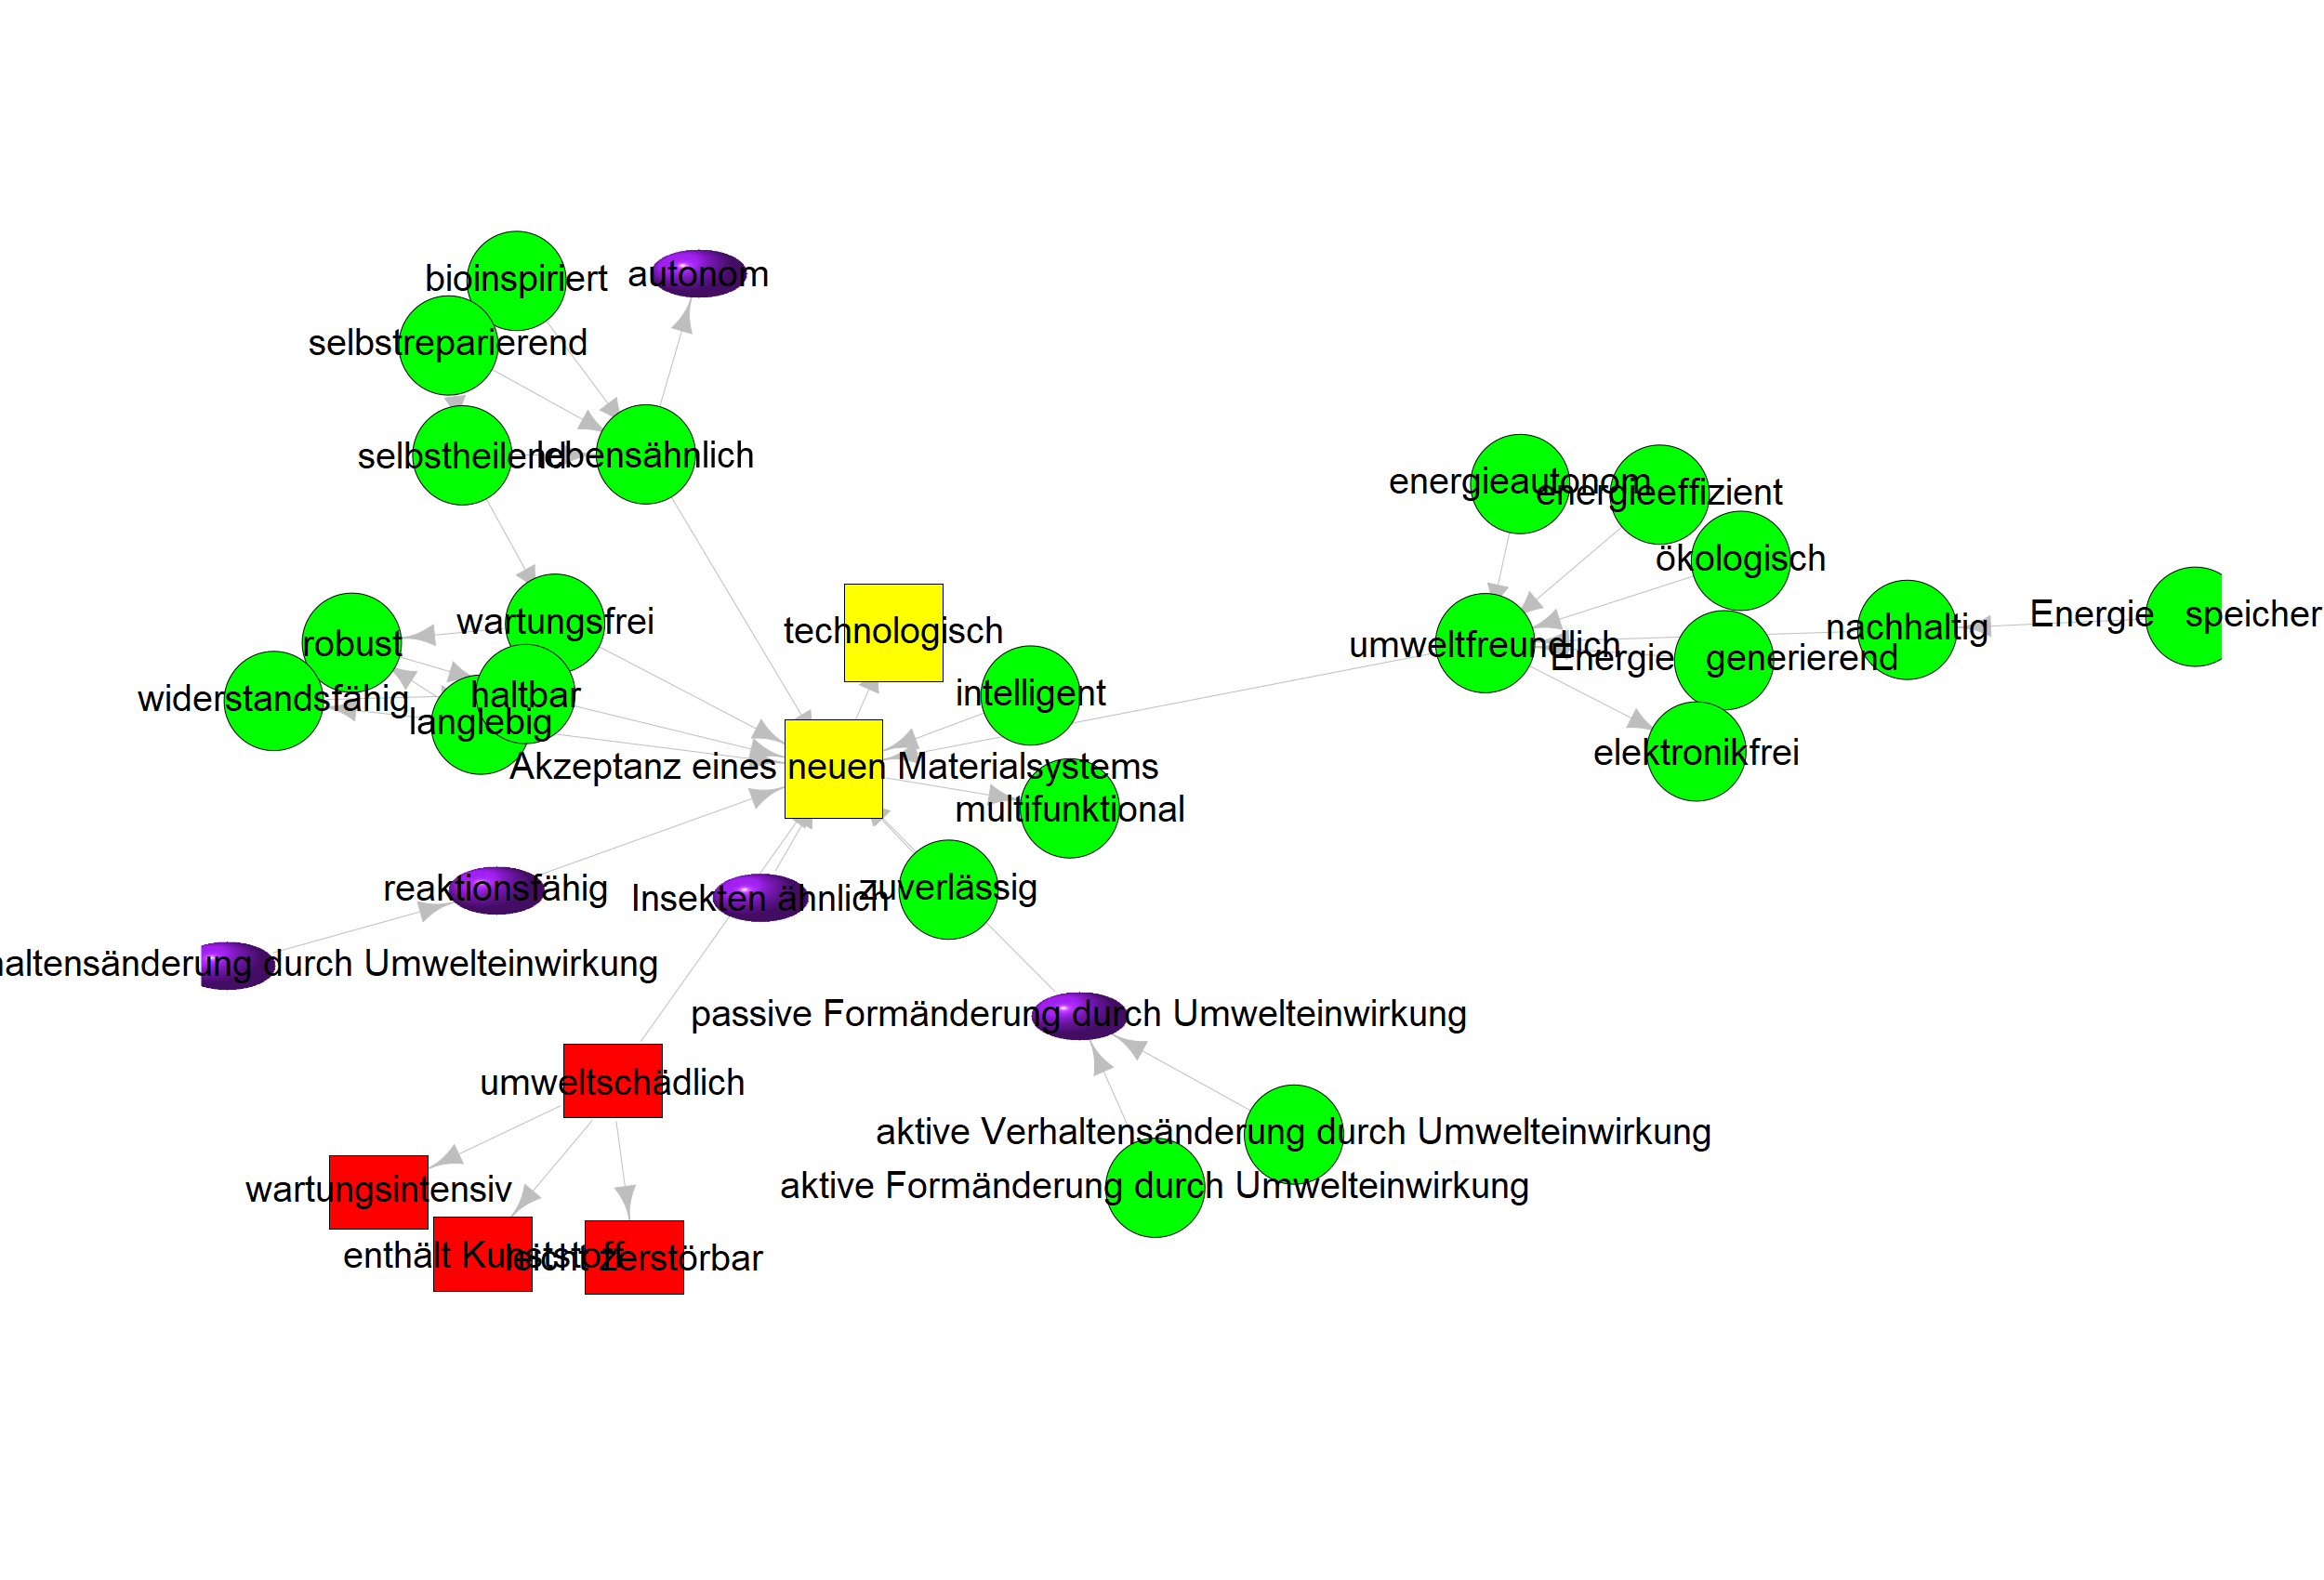 bioinspiriert
autonom
selbstreparierend
selbstheilend
lebensähnlich
energieautonom
energieeffizient
ökologisch
wartungsfrei
technologisch
robust
umweltfreundlich
nachhaltig
Energie speicher
Energie generierend
widerstandsfähig
haltbar
langlebig
intelligent
elektronikfrei
Akzeptanz eines neuen Materialsystems
multifunktional
reaktionsfähig
Insekten ähnlich
zuverlässig
haltensänderung durch Umwelteinwirkung
passive Formänderung durch Umwelteinwirkung
umweltschädlich
aktive Verhaltensänderung durch Umwelteinwirkung
wartungsintensiv
aktive Formänderung durch Umwelteinwirkung
enthält Kunststoff
leicht zerstörbar